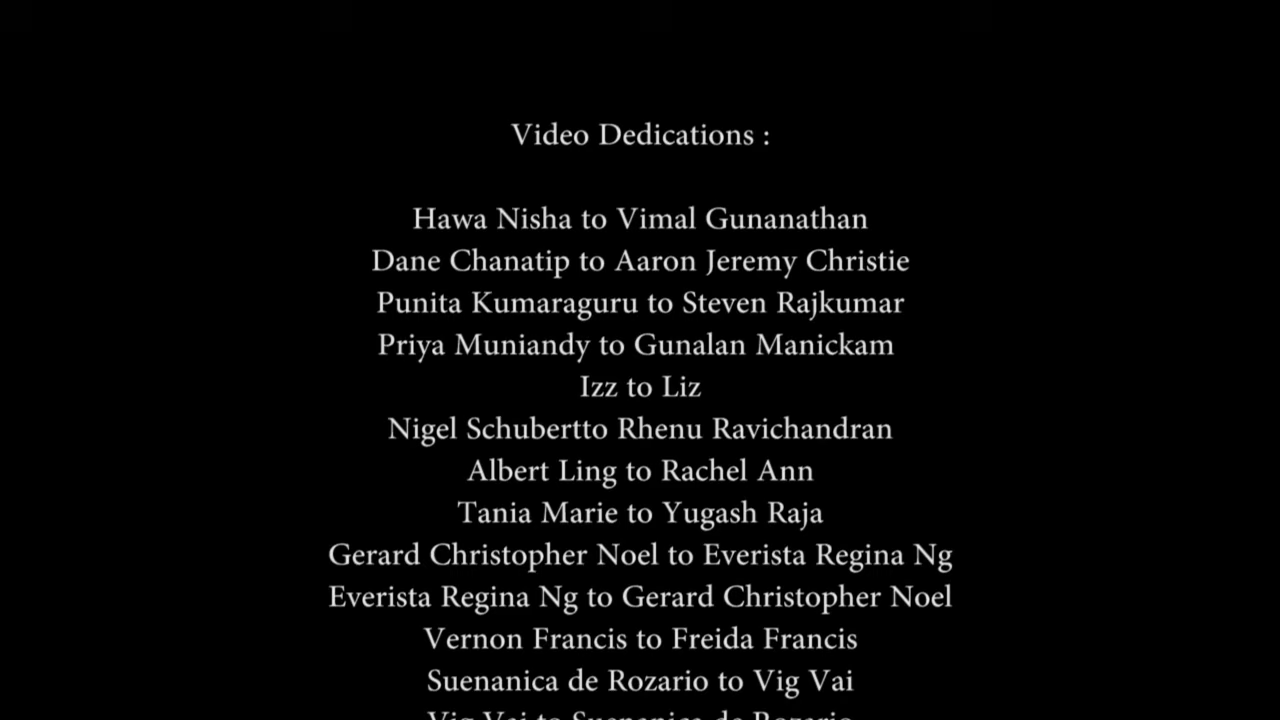 Video Dedications :
Hawa Nisha to Vimal Gunanathan
Dane Chanatip to Aaron Jeremy Christie
Punita Kumaraguru to Steven Rajkumar
Priya Muniandy to Gunalan Manickam
Izz to Liz
Nigel Schubertto Rhenu Ravichandran
Albert Ling to Rachel Ann
Tania Marie to Yugash Raja
Gerard Christopher Noel to Everista Regina Ng
Everista Regina Ng to Gerard Christopher Noel
Vernon Francis to Freida Francis
Suenanica de Rozario to Vig Vai
Vig Vai to Suenanica de Rozario